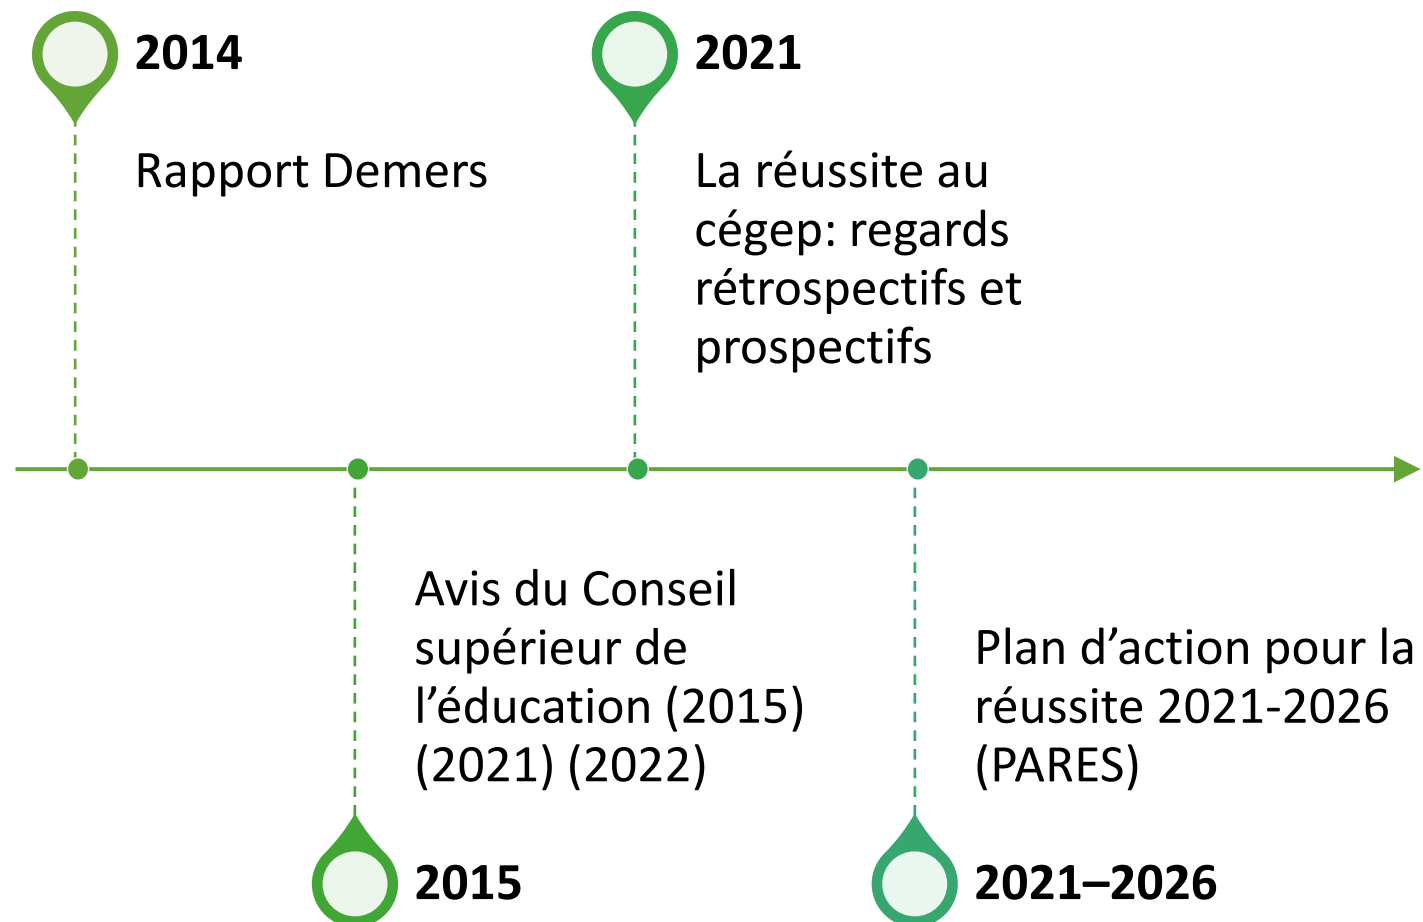 2014
Rapport Demers
2021
La réussite au
cégep: regards
rétrospectifs et
prospectifs
Avis du Conseil
supérieur de
l’éducation (2015)
(2021) (2022)
2015
Plan d’action pour la
réussite 2021-2026
(PARES)
2021–2026